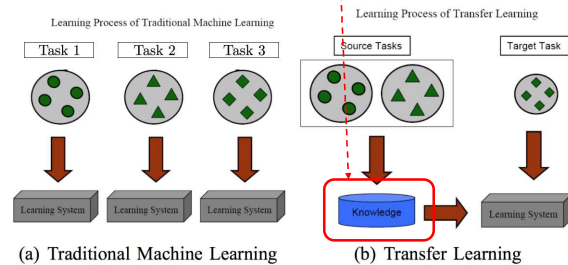 Learning Process of Traditional Machine Learning
Task 1
Task 2
Task 3
Learning System
Learning System
Learning System
(a) Traditional Machine Learning
Learning Process of Transfer Learning
Source Tasks
Target Task
Knowledge
Learning System
(b) Transfer Learning